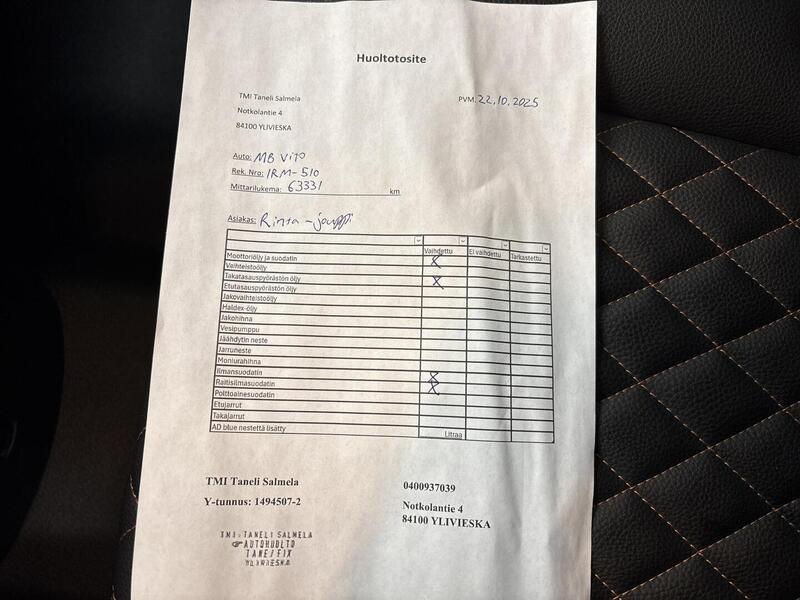 Huoltotosite
TMI Taneli Salmela
PVM. 22.10.2025
Notkolantie 4
84100 YLIVIESKA
Auto: MB Vito
Rek. Nro: IRM-510
Mittarilukema: 63331 km
Asiakas: Rinta-jouppi
Vaihdettu Ei vaihdettu Tarkastettu
Moottoriöljy ja suodatin X
Vaihteistoöljy
Takatasauspyörästön öljy X
Etutasauspyörästön öljy
Jakovaihteistoöljy
Haldex-öljy
Jakohihna
Vesipumppu
Jäähdytin neste
Jarruneste
Moniurahihna
Ilmansuodatin
Raitisilmasuodatin X
Polttoainesuodatin X
Etujarrut
Takajarrut
AD blue nestettä lisätty Litraa
TMI Taneli Salmela
0400937039
Y-tunnus: 1494507-2
Notkolantie 4
84100 YLIVIESKA
TMI:TANELI SALMELA
AUTOHUOLTO
TANE/FIX
YLIVIESKA